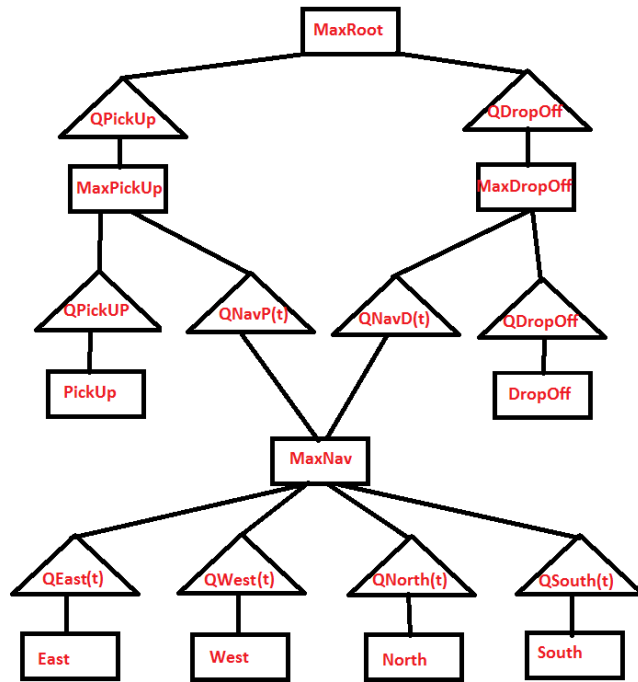 MaxRoot
QPickUp
QDropOff
MaxPickUp
MaxDropOff
QPickUP
QNavP(t)
QNavD(t)
QDropOff
PickUp
DropOff
MaxNav
QEast(t)
QWest(t)
QNorth(t)
QSouth(t)
East
West
North
South